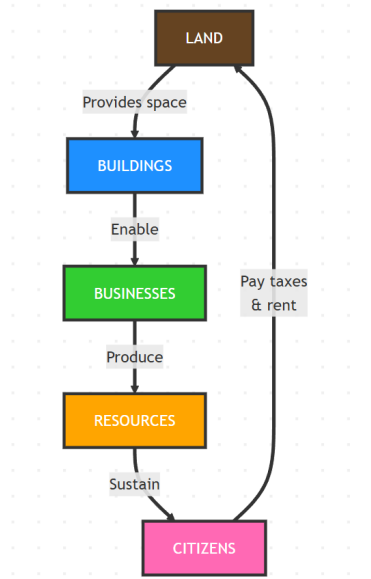 LAND
Provides space
BUILDINGS
Enable
BUSINESSES
Pay taxes
& rent
Produce
RESOURCES
Sustain
CITIZENS